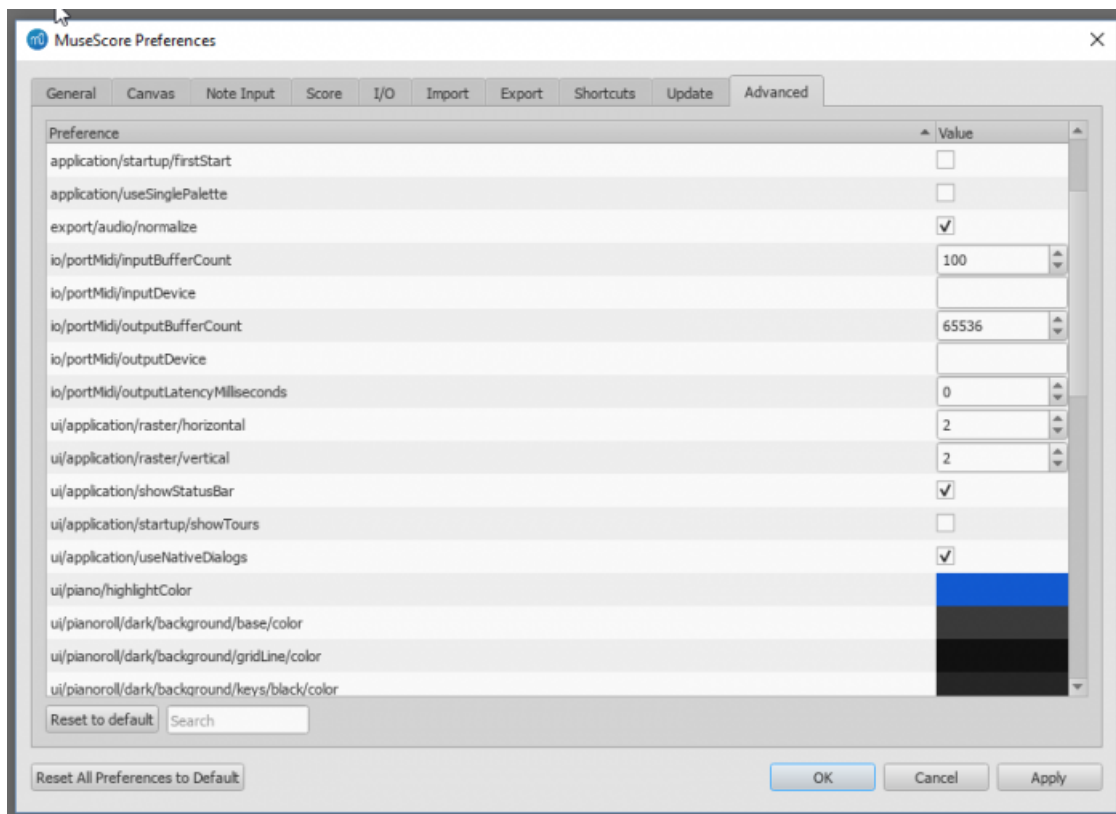 MuseScore Preferences
General Canvas Note Input Score I/O Import Export Shortcuts Update Advanced
Preference Value
application/startup/firstStart
application/useSinglePalette
export/audio/normalize
io/portMidi/inputBufferCount 100
io/portMidi/inputDevice
io/portMidi/outputBufferCount 65536
io/portMidi/outputDevice
io/portMidi/outputLatencyMilliseconds 0
ui/application/raster/horizontal 2
ui/application/raster/vertical 2
ui/application/showStatusBar
ui/application/startup/showTours
ui/application/useNativeDialogs
ui/piano/highlightColor
ui/pianoroll/dark/background/base/color
ui/pianoroll/dark/background/gridLine/color
ui/pianoroll/dark/background/keys/black/color
Reset to default Search
Reset All Preferences to Default OK Cancel Apply